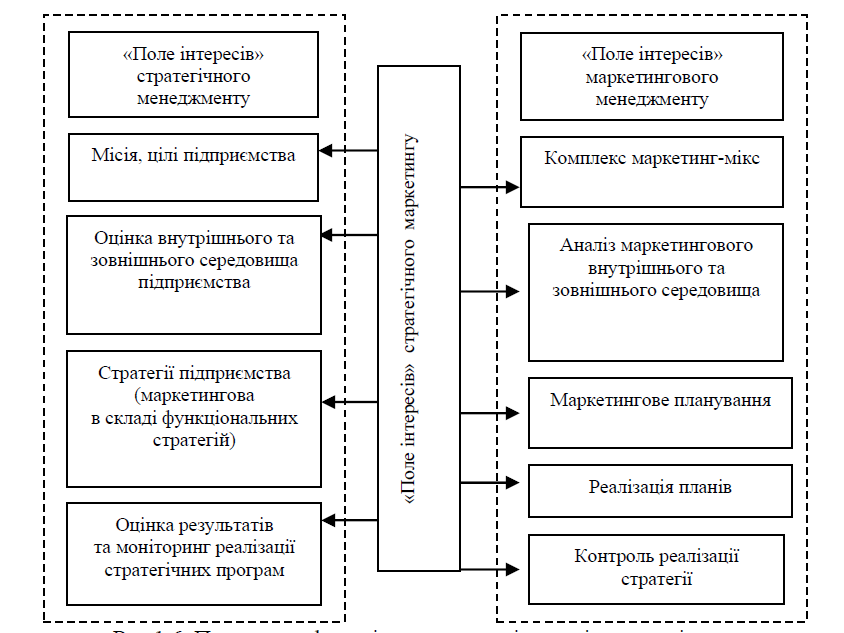 «Поле інтересів»
стратегічного
менеджменту
Місія, цілі підприємства
Оцінка внутрішнього та
зовнішнього середовища
підприємства
Стратегії підприємства
(маркетингова
в складі функціональних
стратегій)
Оцінка результатів
та моніторинг реалізації
стратегічних програм
«Поле інтересів» стратегічного маркетингу
«Поле інтересів»
маркетингового
менеджменту
Комплекс маркетинг-мікс
Аналіз маркетингового
внутрішнього та
зовнішнього середовища
Маркетингове планування
Реалізація планів
Контроль реалізації
стратегії